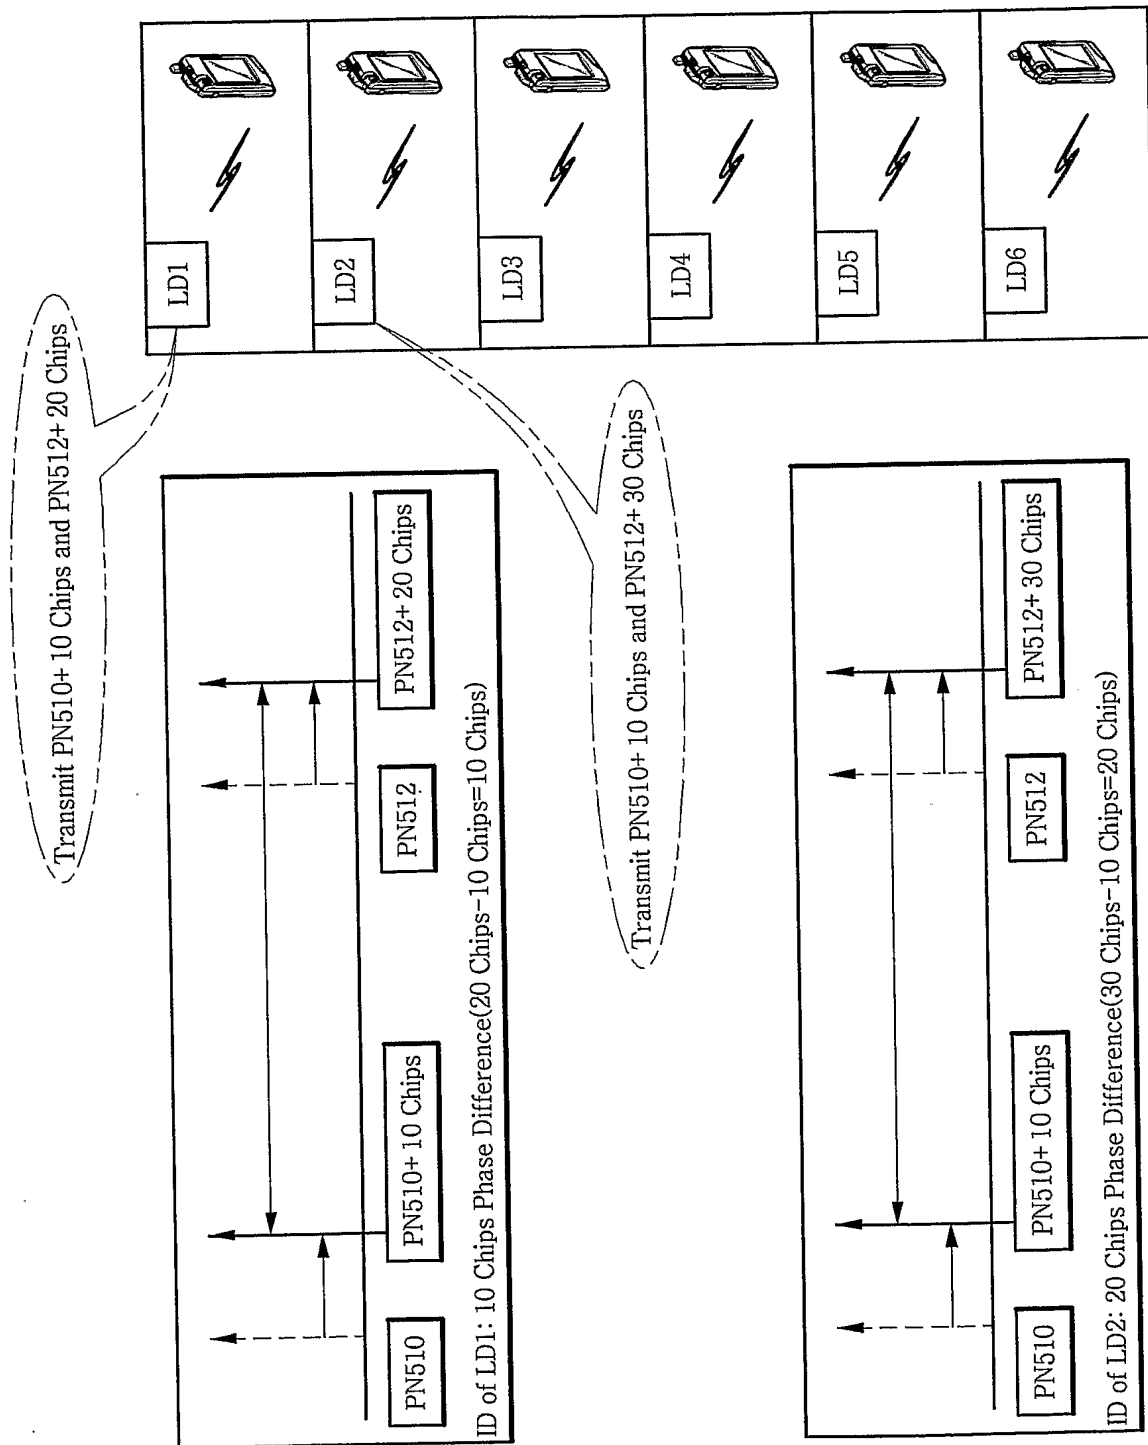 Transmit PN510+10 Chips and PN512+20 Chips
LD1
LD2
LD3
LD4
LD5
LD6
PN510
PN510+10 Chips
PN512
PN512+20 Chips
ID of LD1: 10 Chips Phase Difference(20 Chips-10 Chips=10 Chips)
Transmit PN510+10 Chips and PN512+30 Chips
PN510
PN510+10 Chips
PN512
PN512+30 Chips
ID of LD2: 20 Chips Phase Difference(30 Chips-10 Chips=20 Chips)